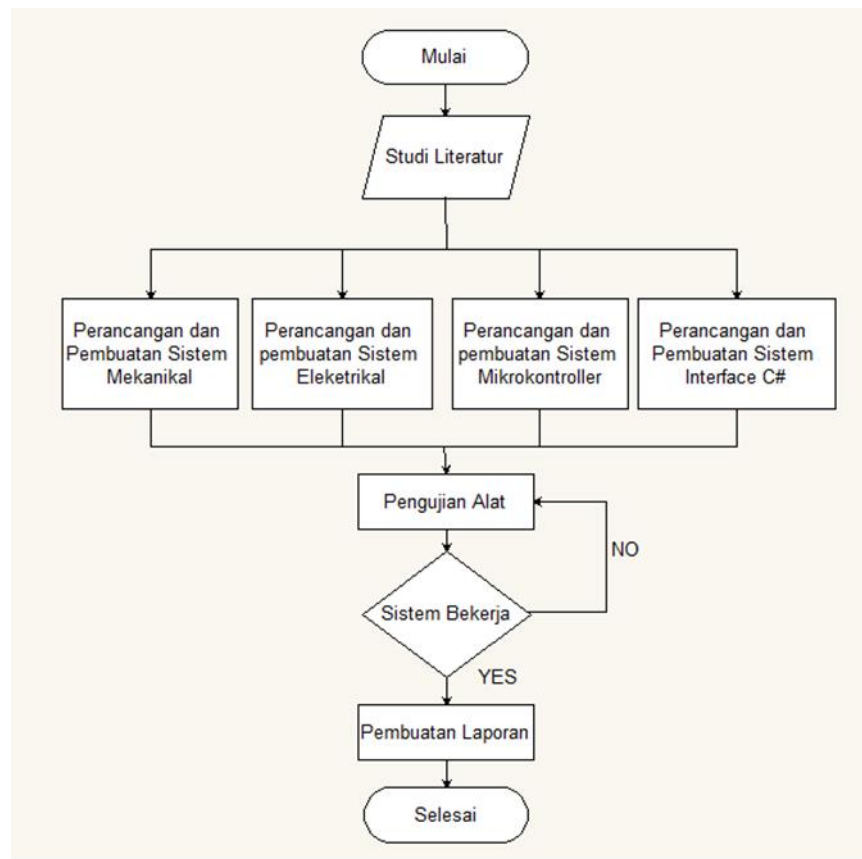 Mulai
Studi Literatur
Perancangan dan
Pembuatan Sistem
Mekanikal
Perancangan dan
pembuatan Sistem
Eleketrikal
Perancangan dan
pembuatan Sistem
Mikrokontroller
Perancangan dan
Pembuatan Sistem
Interface C#
Pengujian Alat
NO
Sistem Bekerja
YES
Pembuatan Laporan
Selesai